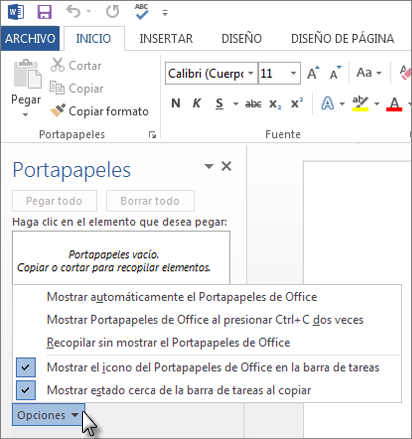 ABC
ARCHIVO INICIO INSERTAR DISEÑO DISEÑO DE PÁGINA
Pegar
Cortar
Copiar
Copiar formato
Portapapeles
Calibri (Cuerpo 11 A A Aa
N K S abc x₂ x² A ab A
Fuente
Portapapeles
Pegar todo Borrar todo
Haga clic en el elemento que desea pegar:
Portapapeles vacío.
Copiar o cortar para recopilar elementos.
Mostrar automáticamente el Portapapeles de Office
Mostrar Portapapeles de Office al presionar Ctrl+C dos veces
Recopilar sin mostrar el Portapapeles de Office
Mostrar el icono del Portapapeles de Office en la barra de tareas
Mostrar estado cerca de la barra de tareas al copiar
Opciones